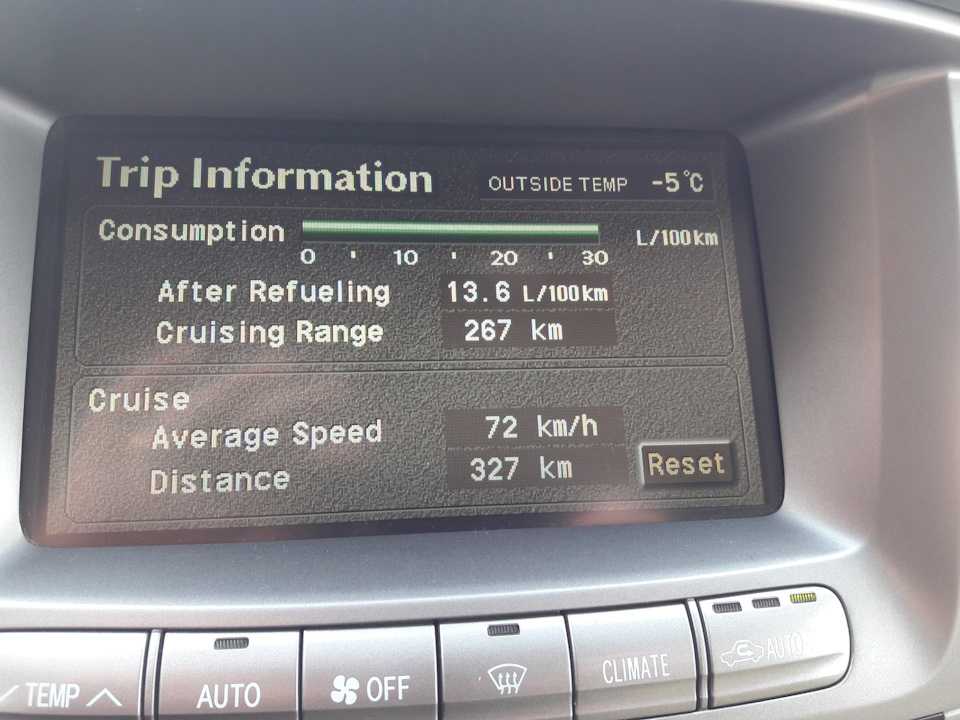 Trip Information
OUTSIDE TEMP -5°C
Consumption
L/100km
0 ' 10 ' 20 ' 30
After Refueling 13.6 L/100km
Cruising Range 267 km
Cruise
Average Speed 72 km/h
Distance 327 km
Reset
TEMP
AUTO
OFF
CLIMATE
AUTO